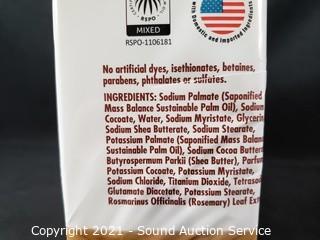 RSPO
MIXED
RSPO-1106181
with Domestic and Imported Ingredients
No artificial dyes, isethionates, betaines,
parabens, phthalates or sulfates.
INGREDIENTS: Sodium Palmate (Saponified
Mass Balance Sustainable Palm Oil), Sodium
Cocoate, Water, Sodium Myristate, Glycerin
Sodium Shea Butterate, Sodium Stearate,
Potassium Palmate (Saponified Mass Balan
Sustainable Palm Oil), Sodium Cocoa Butter
Butyrospermum Parkii (Shea Butter), Parfum
Potassium Cocoate, Potassium Myristate,
Sodium Chloride, Titanium Dioxide, Tetrasod
Glutamate Diacetate, Potassium Stearate,
Rosmarinus Officinalis (Rosemary) Leaf Ext
Copyright 2021 - South Auction Service